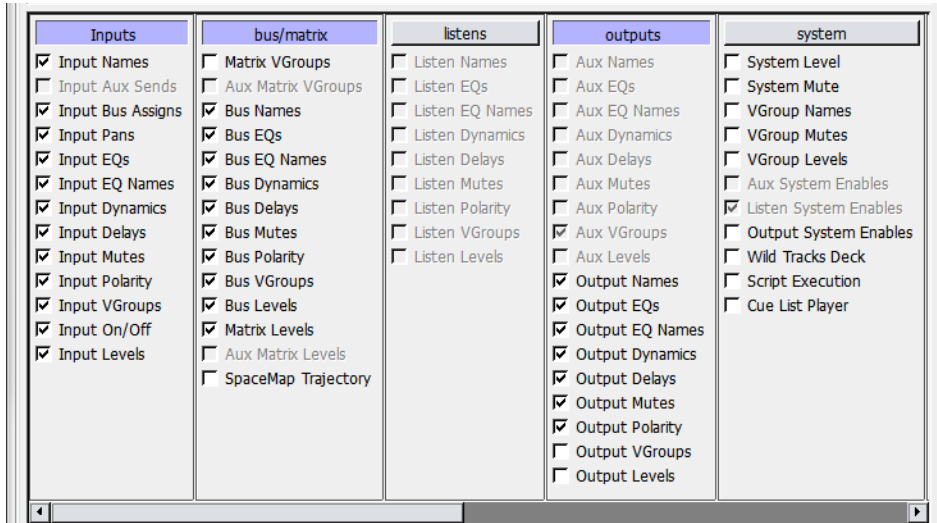 Inputs
Input Names
Input Aux Sends
Input Bus Assigns
Input Pans
Input EQs
Input EQ Names
Input Dynamics
Input Delays
Input Mutes
Input Polarity
Input VGroups
Input On/Off
Input Levels
bus/matrix
Matrix VGroups
Aux Matrix VGroups
Bus Names
Bus EQs
Bus EQ Names
Bus Dynamics
Bus Delays
Bus Mutes
Bus Polarity
Bus VGroups
Bus Levels
Matrix Levels
Aux Matrix Levels
SpaceMap Trajectory
listens
Listen Names
Listen EQs
Listen EQ Names
Listen Dynamics
Listen Delays
Listen Mutes
Listen Polarity
Listen VGroups
Listen Levels
outputs
Aux Names
Aux EQs
Aux EQ Names
Aux Dynamics
Aux Delays
Aux Mutes
Aux Polarity
Aux VGroups
Aux Levels
Output Names
Output EQs
Output EQ Names
Output Dynamics
Output Delays
Output Mutes
Output Polarity
Output VGroups
Output Levels
system
System Level
System Mute
VGroup Names
VGroup Mutes
VGroup Levels
Aux System Enables
Listen System Enables
Output System Enables
Wild Tracks Deck
Script Execution
Cue List Player